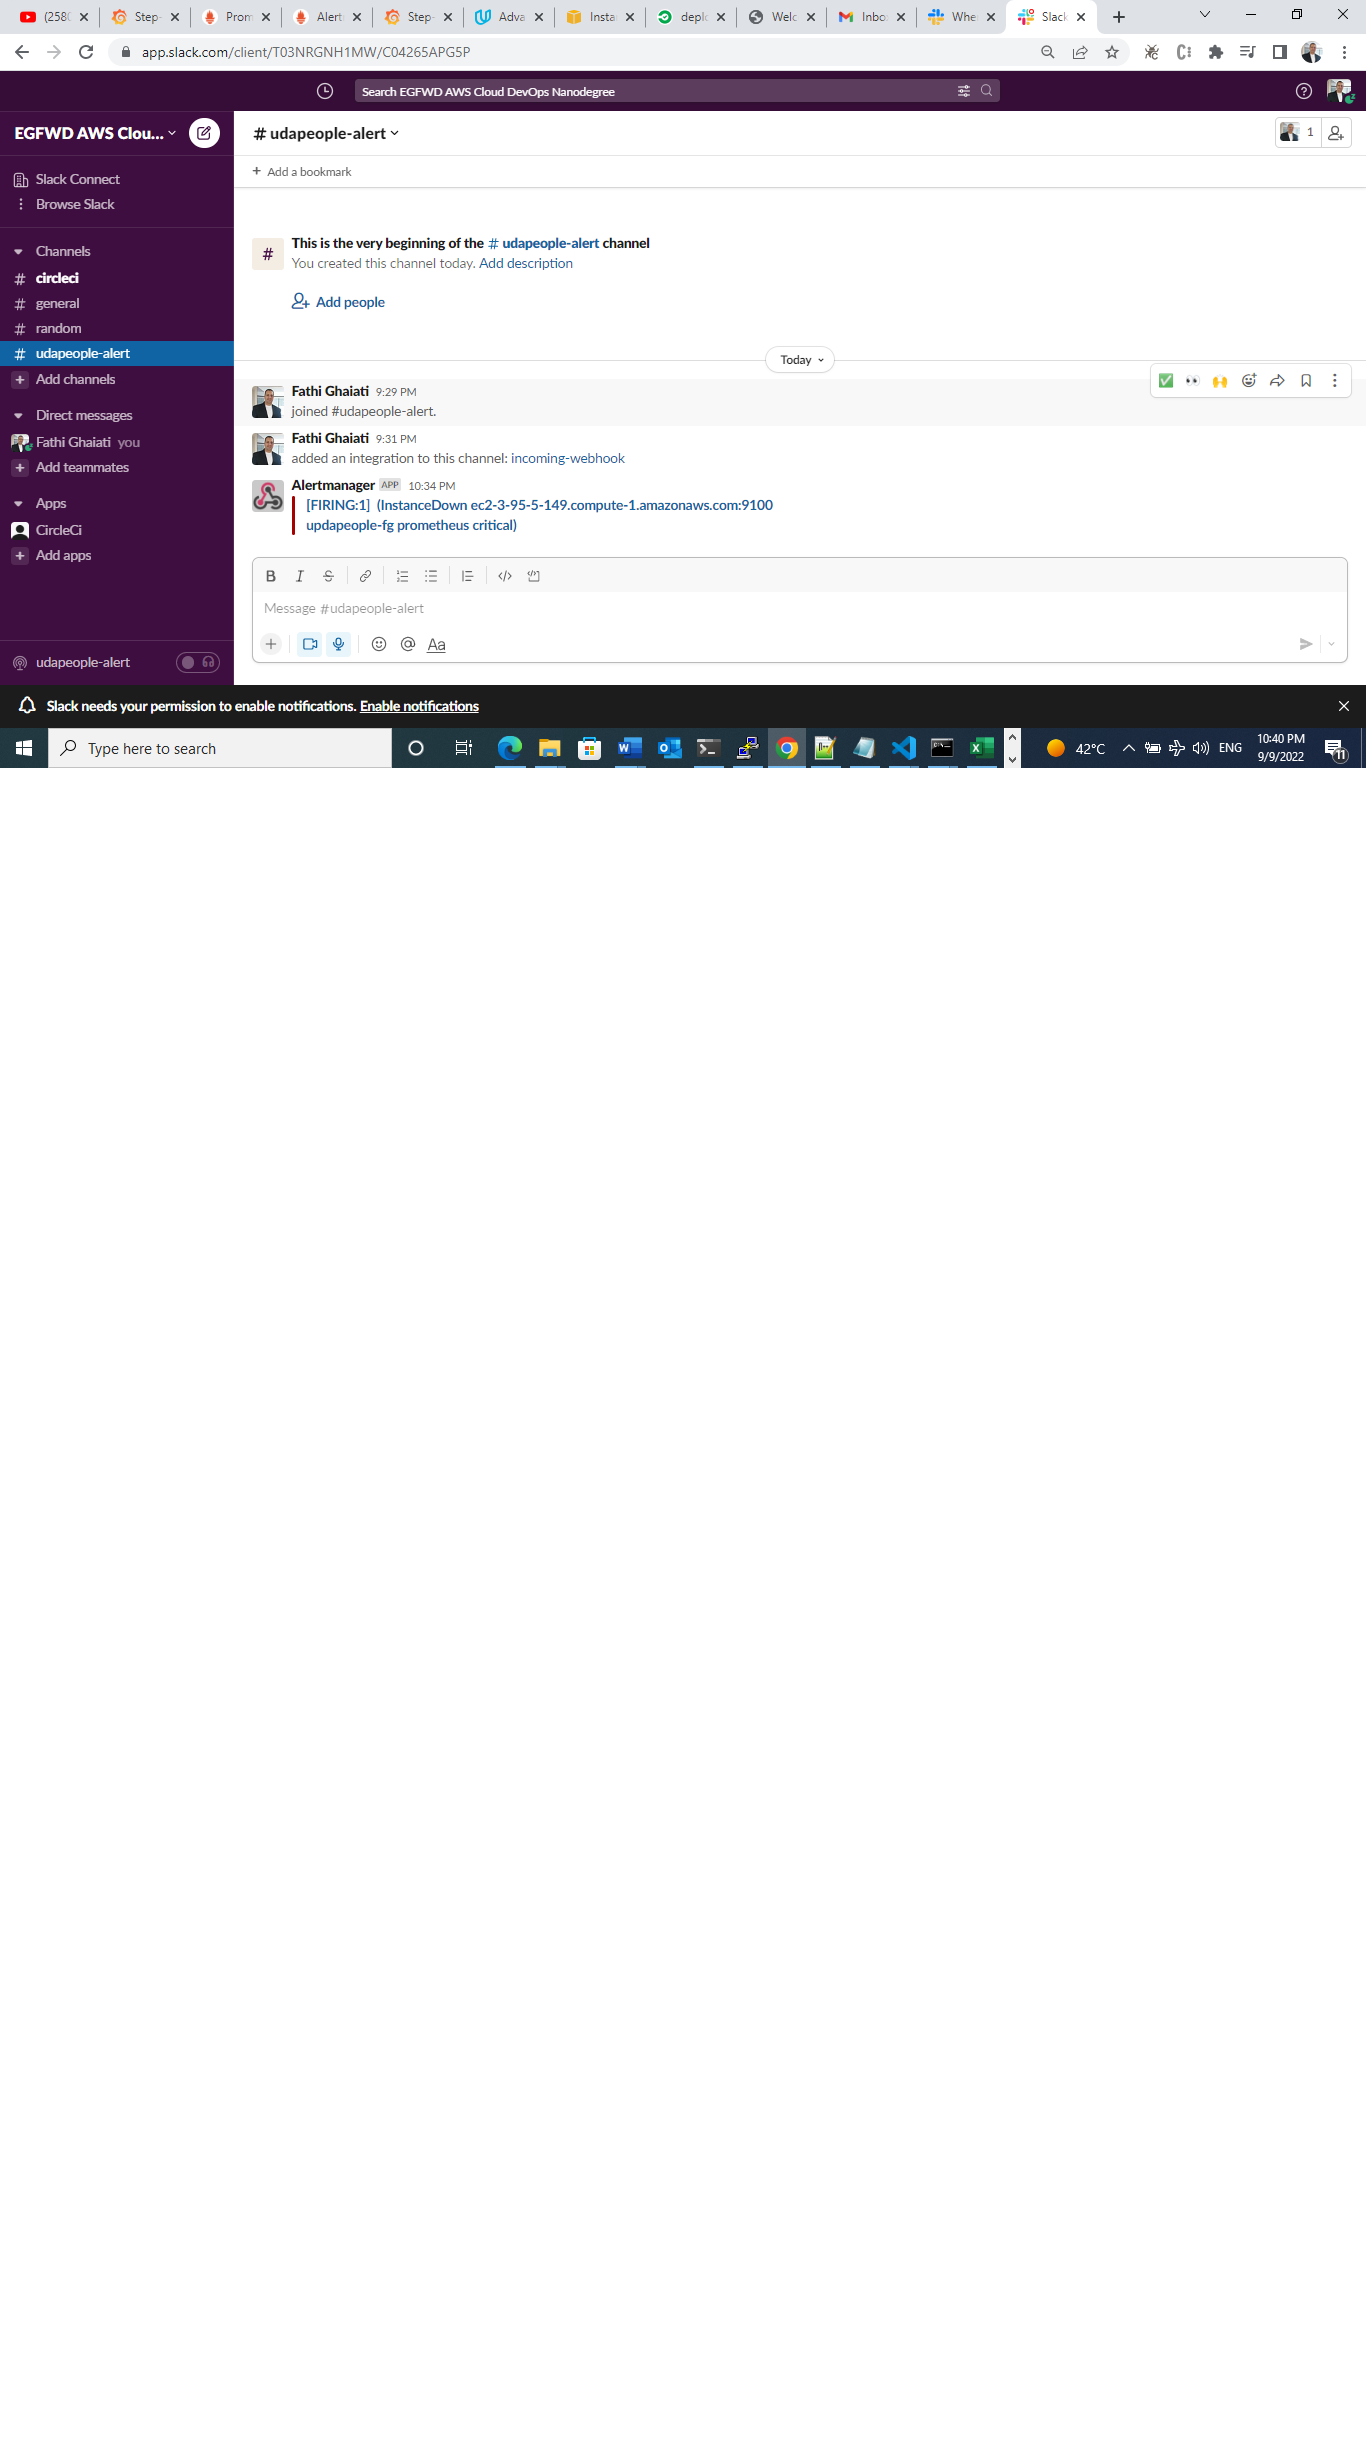 (258(
Step-
Prom
Alert
Step-
Adva
Insta
deplo
Welc
Inbo
Whe
Slack
app.slack.com/client/T03NRGNH1MW/C04265APG5P
Search EGFWD AWS Cloud DevOps Nanodegree
EGFWD AWS Clou...
# udapeople-alert
1
+ Add a bookmark
Slack Connect
Browse Slack
Channels
# circleci
# general
# random
# udapeople-alert
+ Add channels
Direct messages
Fathi Ghaiati you
+ Add teammates
Apps
CircleCi
+ Add apps
udapeople-alert
#
This is the very beginning of the # udapeople-alert channel
You created this channel today. Add description
Add people
Today
Fathi Ghaiati 9:29 PM
joined #udapeople-alert.
Fathi Ghaiati 9:31 PM
added an integration to this channel: incoming-webhook
Alertmanager APP 10:34 PM
[FIRING:1] (InstanceDown ec2-3-95-5-149.compute-1.amazonaws.com:9100
updapeople-fg prometheus critical)
B I S
Message #udapeople-alert
+ @ Aa
Slack needs your permission to enable notifications. Enable notifications
Type here to search
42°C
ENG
10:40 PM
9/9/2022
11